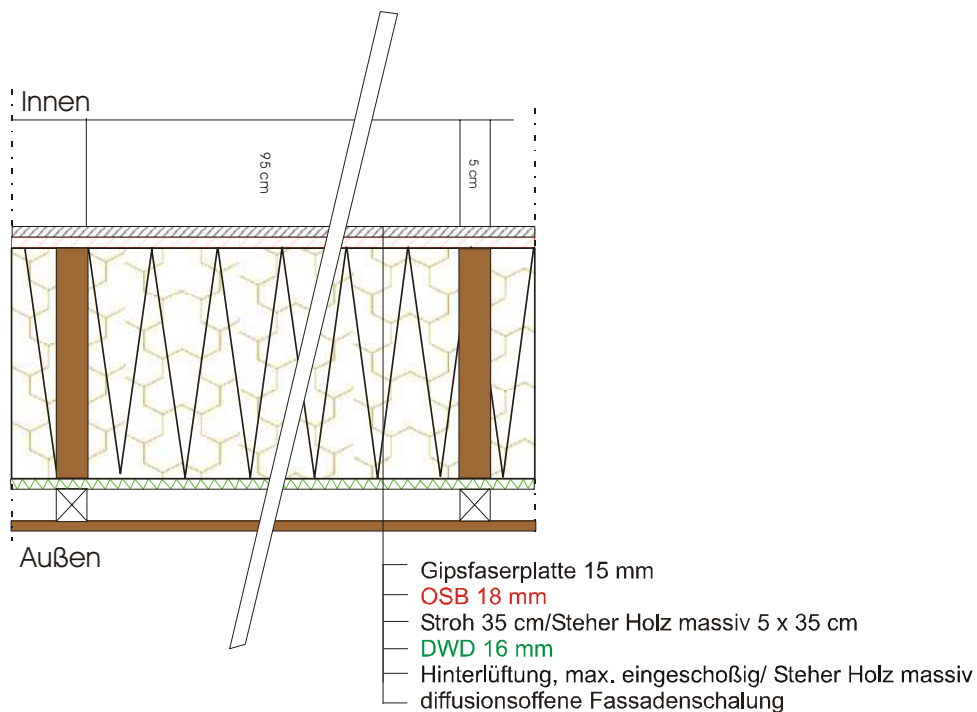 Innen
95 cm
5 cm
Außen
Gipsfaserplatte 15 mm
OSB 18 mm
Stroh 35 cm/Steher Holz massiv 5 x 35 cm
DWD 16 mm
Hinterlüftung, max. eingeschoßig/ Steher Holz massiv
diffusionsoffene Fassadenschalung